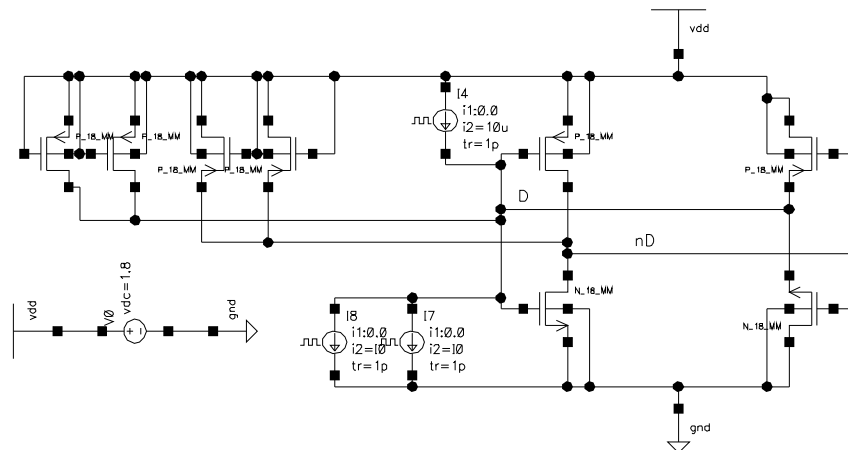 vdd
I4
i1:0.0
i2=10u
tr=1p
P_18_MM
P_18_MM
P_18_MM
P_18_MM
P_18_MM
P_18_MM
D
nD
vdd
V0
vdc=1.8
gnd
I8
i1:0.0
i2=I0
tr=1p
I7
i1:0.0
i2=I0
tr=1p
N_18_MM
N_18_MM
gnd